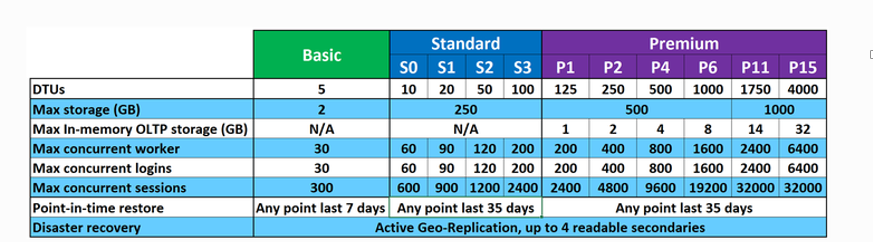 Basic Standard Premium
S0 S1 S2 S3 P1 P2 P4 P6 P11 P15
DTUs 5 10 20 50 100 125 250 500 1000 1750 4000
Max storage (GB) 2 250 500 1000
Max In-memory OLTP storage (GB) N/A N/A 1 2 4 8 14 32
Max concurrent worker 30 60 90 120 200 200 400 800 1600 2400 6400
Max concurrent logins 30 60 90 120 200 200 400 800 1600 2400 6400
Max concurrent sessions 300 600 900 1200 2400 2400 4800 9600 19200 32000 32000
Point-in-time restore Any point last 7 days Any point last 35 days Any point last 35 days
Disaster recovery Active Geo-Replication, up to 4 readable secondaries